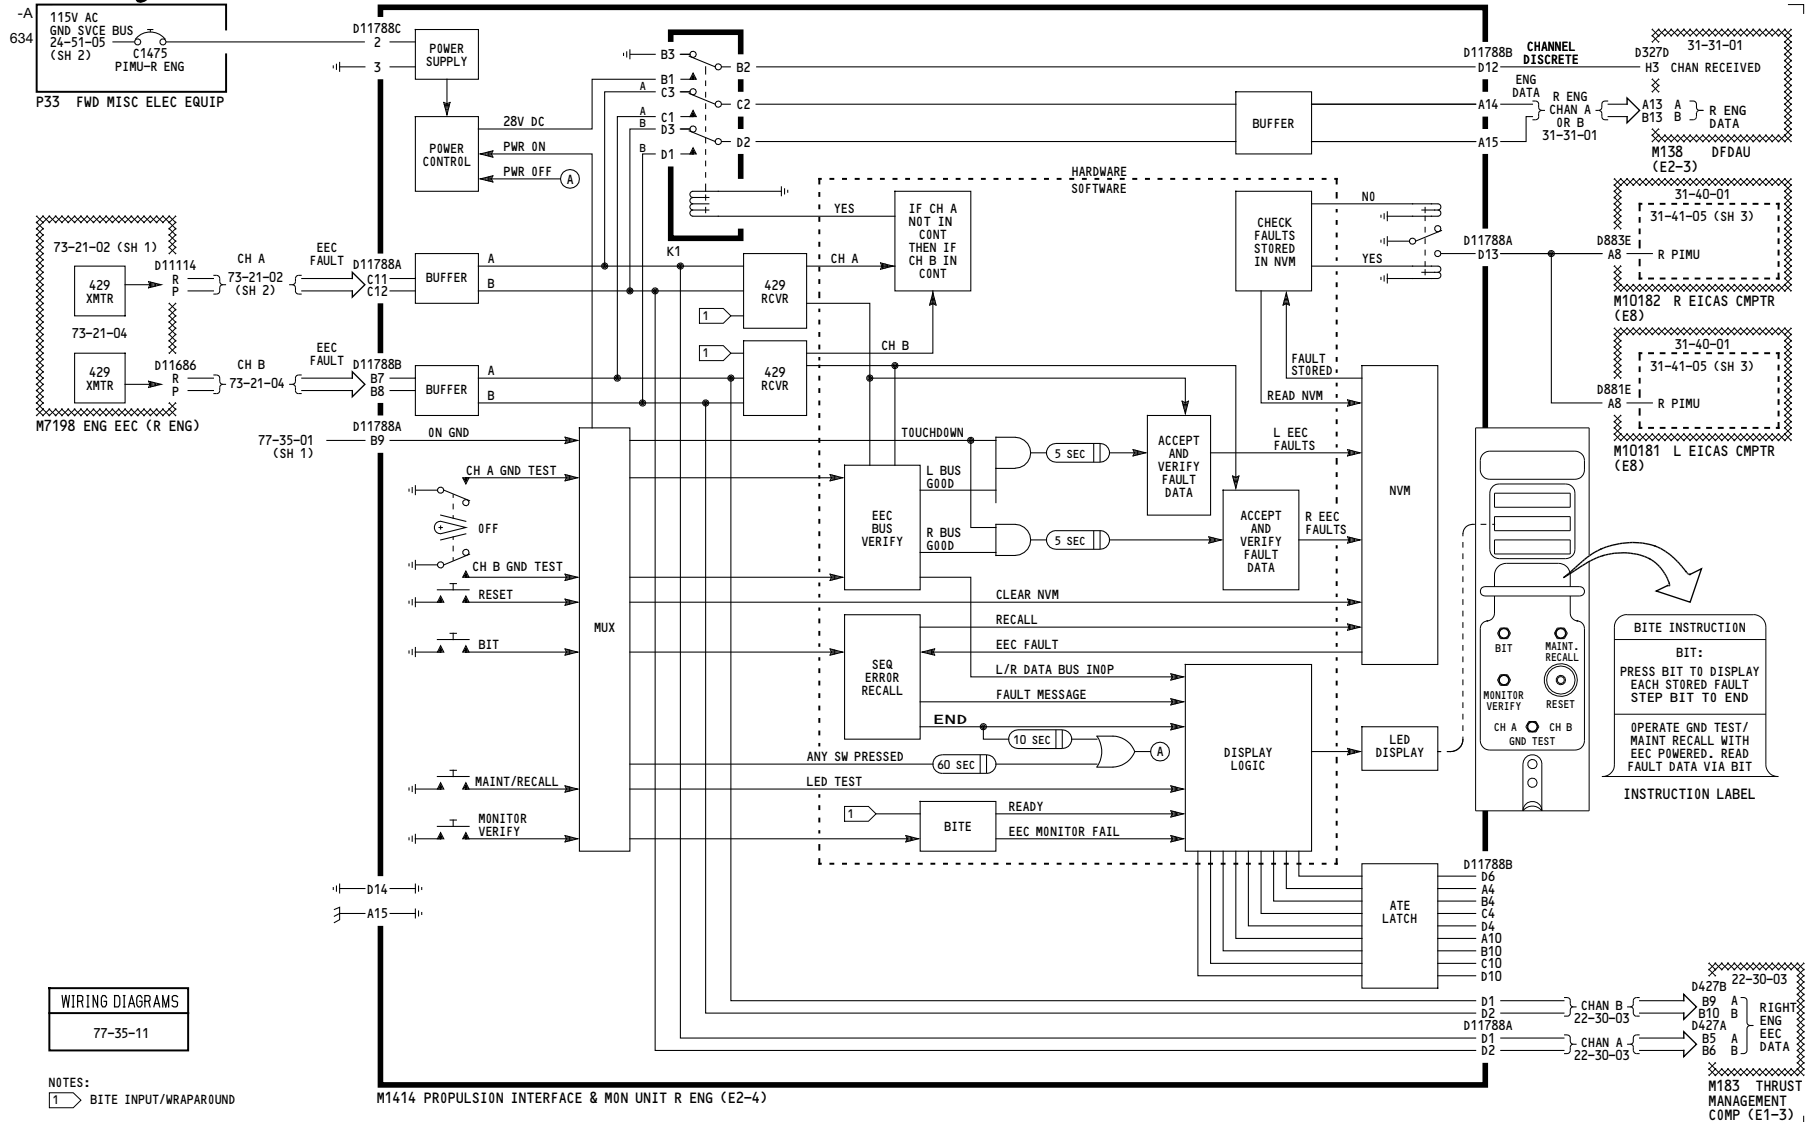 -A
634
115V AC
GND SVCE BUS
24-51-05
(SH 2)
C1475
PIMU-R ENG
P33 FWD MISC ELEC EQUIP
D11788C
2
3
POWER
SUPPLY
POWER
CONTROL
28V DC
PWR ON
PWR OFF
A
B3
B1
A
C3
A
C1
B
D3
B
D1
B2
C2
D2
K1
BUFFER
D11788B
D12
A14
A15
CHANNEL
DISCRETE
ENG
DATA
R ENG
CHAN A
OR B
31-31-01
D327D
H3
31-31-01
CHAN RECEIVED
A13 A
B13 B
R ENG
DATA
M138 DFDAU
(E2-3)
HARDWARE
SOFTWARE
YES
IF CH A
NOT IN
CONT
THEN IF
CH B IN
CONT
CHECK
FAULTS
STORED
IN NVM
NO
YES
D11788A
D13
31-40-01
31-41-05 (SH 3)
D883E
A8
R PIMU
M10182 R EICAS CMPTR
(E8)
31-40-01
31-41-05 (SH 3)
D881E
A8
R PIMU
M10181 L EICAS CMPTR
(E8)
73-21-02 (SH 1)
429
XMTR
73-21-04
429
XMTR
M7198 ENG EEC (R ENG)
D11114
R
P
CH A
73-21-02
(SH 2)
EEC
FAULT
D11788A
C11
C12
BUFFER
A
B
D11686
R
P
CH B
73-21-04
EEC
FAULT
D11788B
B7
B8
BUFFER
A
B
429
RCVR
CH A
1
1
429
RCVR
CH B
FAULT
STORED
READ NVM
77-35-01
(SH 1)
D11788A
B9
ON GND
CH A GND TEST
OFF
CH B GND TEST
RESET
BIT
MAINT/RECALL
MONITOR
VERIFY
MUX
TOUCHDOWN
L BUS
GOOD
R BUS
GOOD
EEC
BUS
VERIFY
5 SEC
5 SEC
ACCEPT
AND
VERIFY
FAULT
DATA
ACCEPT
AND
VERIFY
FAULT
DATA
L EEC
FAULTS
R EEC
FAULTS
NVM
CLEAR NVM
RECALL
EEC FAULT
SEQ
ERROR
RECALL
L/R DATA BUS INOP
FAULT MESSAGE
END
10 SEC
A
ANY SW PRESSED
60 SEC
LED TEST
1
BITE
READY
EEC MONITOR FAIL
DISPLAY
LOGIC
LED
DISPLAY
BIT
MAINT.
RECALL
MONITOR
VERIFY
RESET
CH A
CH B
GND TEST
BITE INSTRUCTION
BIT:
PRESS BIT TO DISPLAY
EACH STORED FAULT
STEP BIT TO END
OPERATE GND TEST/
MAINT RECALL WITH
EEC POWERED. READ
FAULT DATA VIA BIT
INSTRUCTION LABEL
D14
A15
ATE
LATCH
D11788B
D6
A4
B4
C4
D4
A10
B10
C10
D10
D1
D2
D11788A
D1
D2
CHAN B
22-30-03
CHAN A
22-30-03
22-30-03
D427B
B9 A
B10 B
D427A
B5 A
B6 B
RIGHT
ENG
EEC
DATA
M183 THRUST
MANAGEMENT
COMP (E1-3)
WIRING DIAGRAMS
77-35-11
NOTES:
1 BITE INPUT/WRAPAROUND
M1414 PROPULSION INTERFACE & MON UNIT R ENG (E2-4)